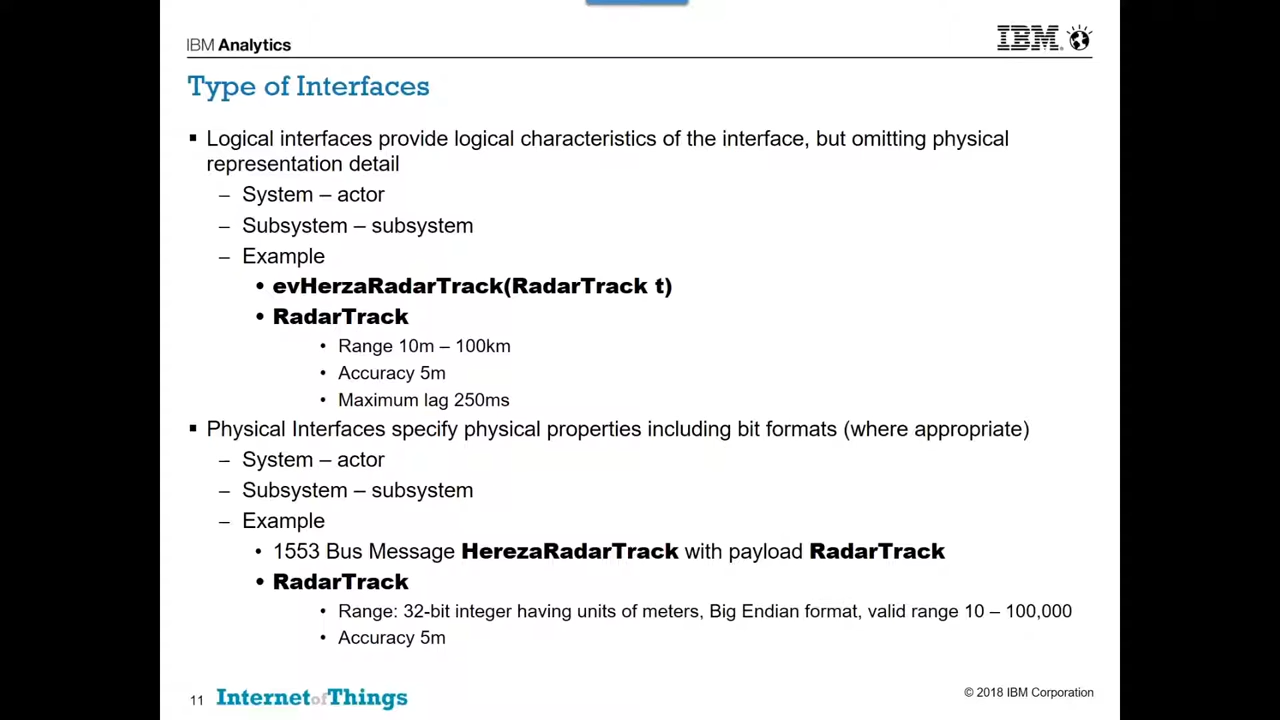 IBM Analytics
IBM
Type of Interfaces
▪ Logical interfaces provide logical characteristics of the interface, but omitting physical
representation detail
– System – actor
– Subsystem – subsystem
– Example
• evHerzaRadarTrack(RadarTrack t)
• RadarTrack
• Range 10m – 100km
• Accuracy 5m
• Maximum lag 250ms
▪ Physical Interfaces specify physical properties including bit formats (where appropriate)
– System – actor
– Subsystem – subsystem
– Example
• 1553 Bus Message HerezaRadarTrack with payload RadarTrack
• RadarTrack
• Range: 32-bit integer having units of meters, Big Endian format, valid range 10 – 100,000
• Accuracy 5m
11 InternetofThings
© 2018 IBM Corporation